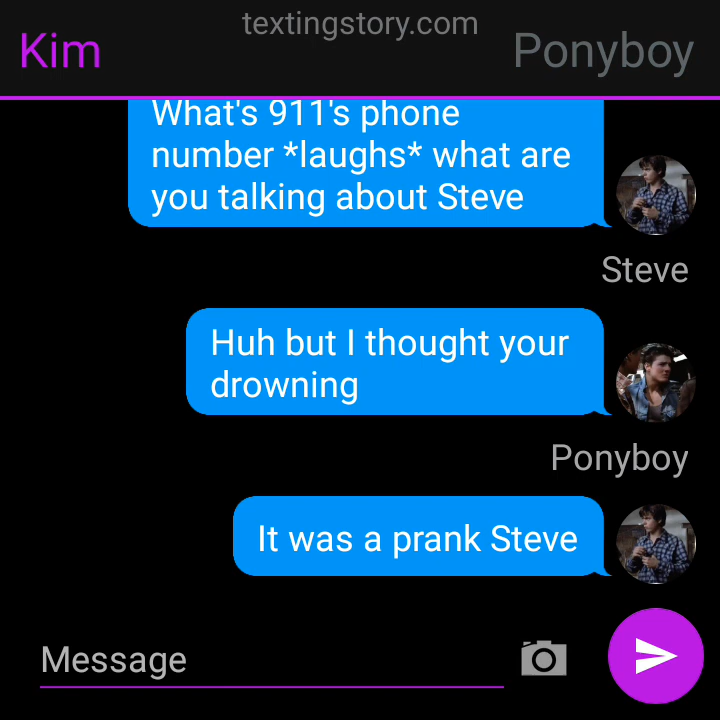 textingstory.com
Kim
Ponyboy
What's 911's phone
number *laughs* what are
you talking about Steve
Steve
Huh but I thought your
drowning
Ponyboy
It was a prank Steve
Message